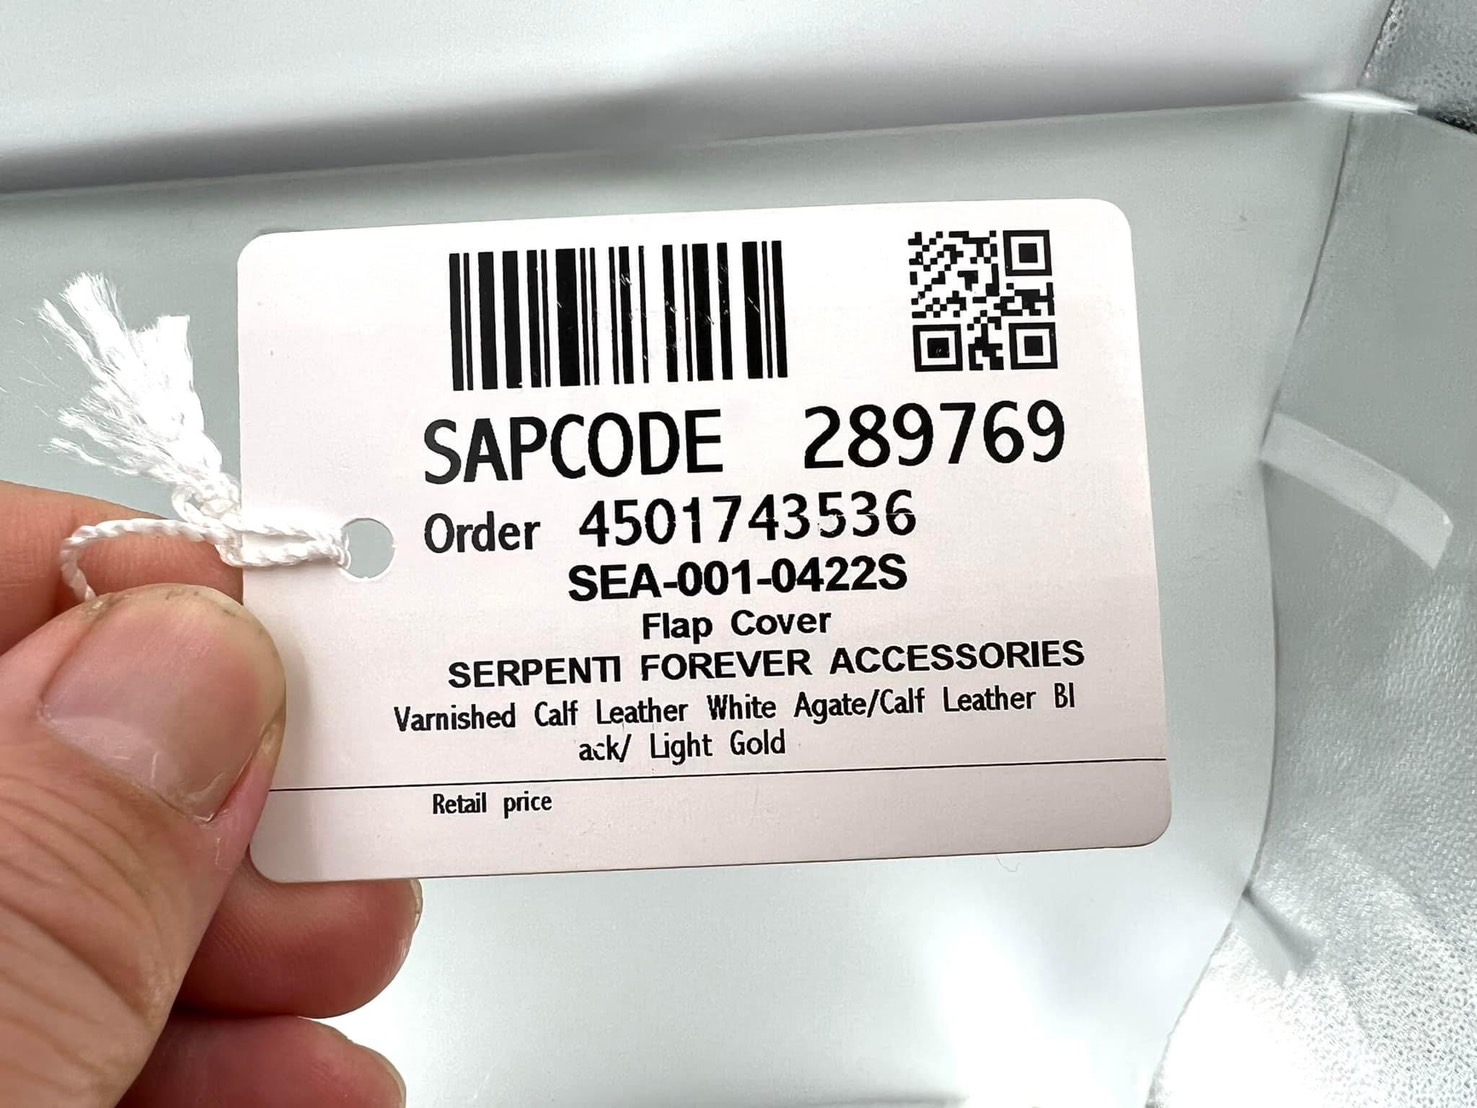 SAPCODE 289769
Order 4501743536
SEA-001-0422S
Flap Cover
SERPENTI FOREVER ACCESSORIES
Varnished Calf Leather White Agate/Calf Leather Bl
ack/ Light Gold
Retail price